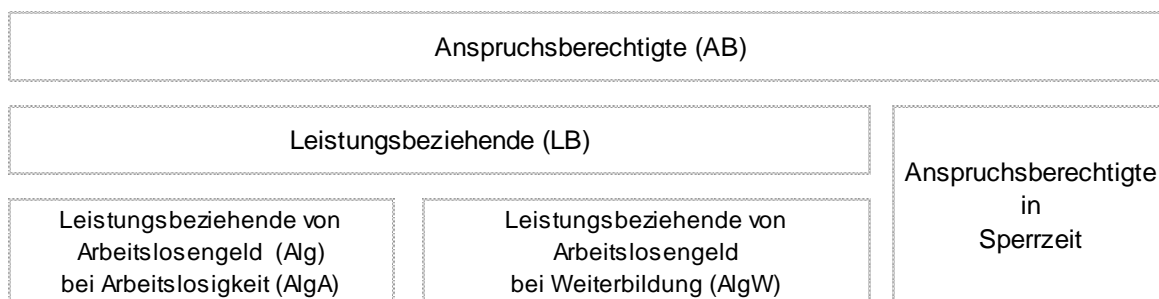 Anspruchsberechtigte (AB)
Leistungsbeziehende (LB)
Anspruchsberechtigte
in
Sperrzeit
Leistungsbeziehende von
Arbeitslosengeld (Alg)
bei Arbeitslosigkeit (AlgA)
Leistungsbeziehende von
Arbeitslosengeld
bei Weiterbildung (AlgW)